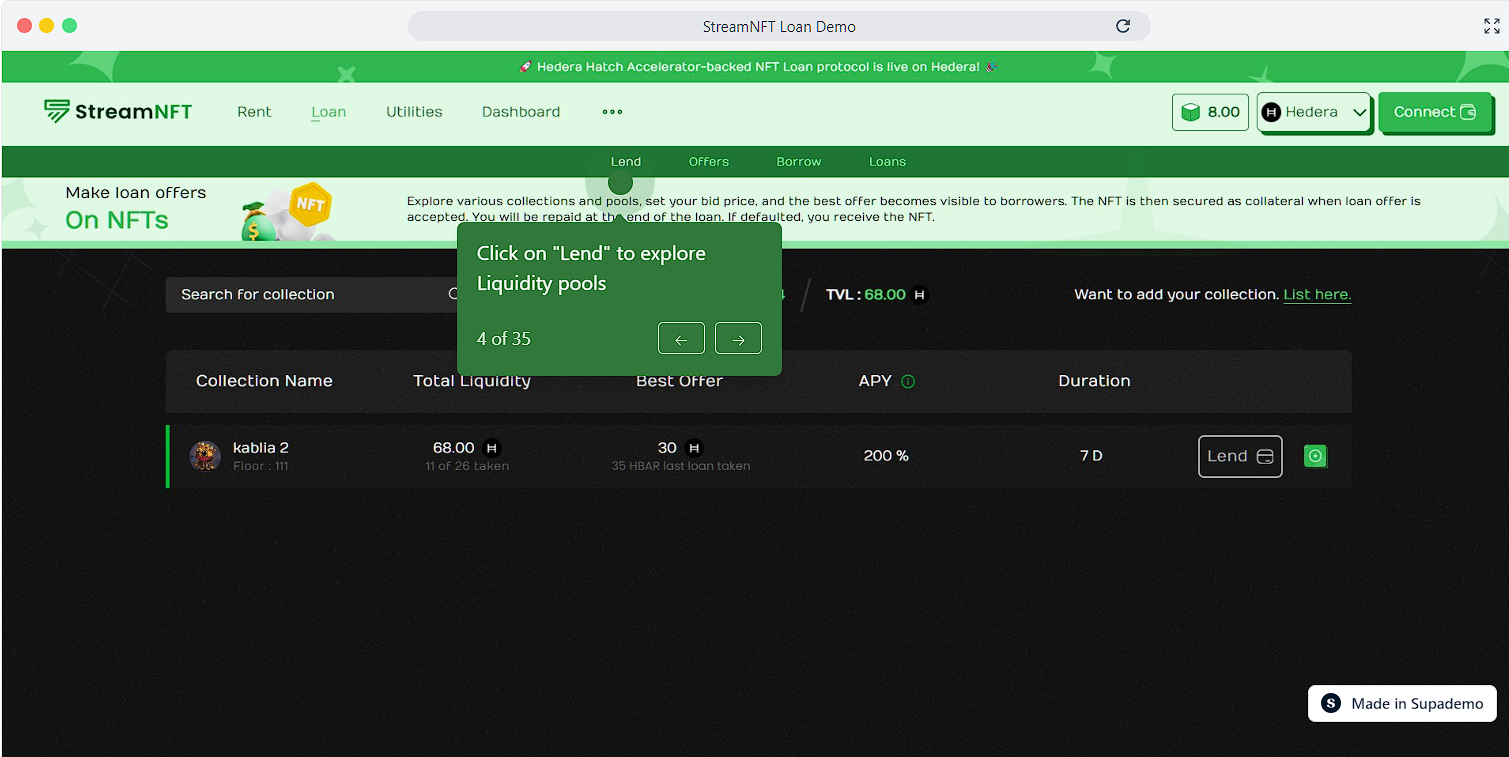 StreamNFT Loan Demo
🚀 Hedera Hatch Accelerator-backed NFT Loan protocol is live on Hedera! 🎉
StreamNFT Rent Loan Utilities Dashboard ••• 8.00 H Hedera Connect
Lend Offers Borrow Loans
Make loan offers
On NFTs
NFT
$
Explore various collections and pools, set your bid price, and the best offer becomes visible to borrowers. The NFT is then secured as collateral when loan offer is
accepted. You will be repaid at the end of the loan. If defaulted, you receive the NFT.
Click on "Lend" to explore
Liquidity pools
4 of 35 ← →
Search for collection TVL : 68.00 H Want to add your collection. List here.
Collection Name Total Liquidity Best Offer APY Duration
kablia 2 68.00 H 30 H 200 % 7 D Lend
Floor : 111 11 of 26 taken 35 HBAR last loan taken
S Made in Supademo